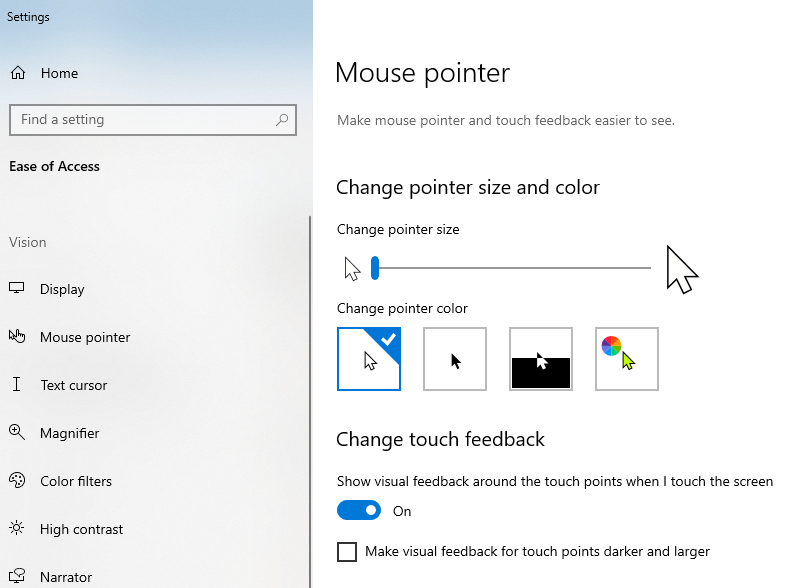 Settings
Home
Find a setting
Ease of Access
Vision
Display
Mouse pointer
Text cursor
Magnifier
Color filters
High contrast
Narrator
Mouse pointer
Make mouse pointer and touch feedback easier to see.
Change pointer size and color
Change pointer size
Change pointer color
Change touch feedback
Show visual feedback around the touch points when I touch the screen
On
Make visual feedback for touch points darker and larger